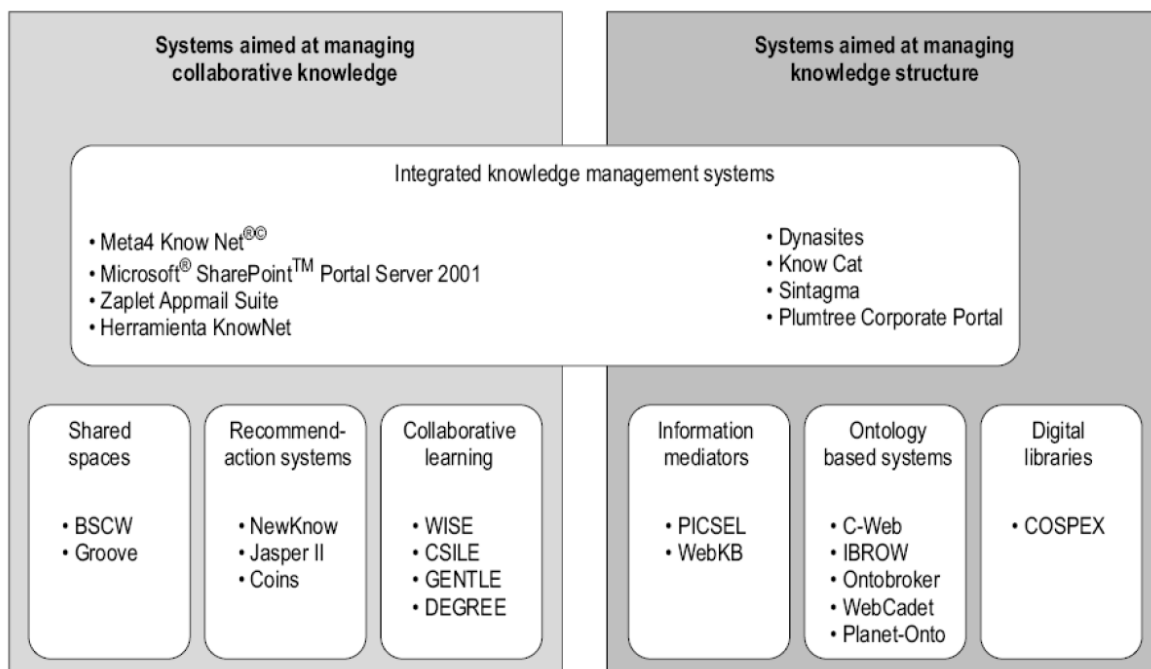 Systems aimed at managing
collaborative knowledge
Systems aimed at managing
knowledge structure
Integrated knowledge management systems
• Meta4 Know Net®©
• Microsoft® SharePoint™ Portal Server 2001
• Zaplet Appmail Suite
• Herramienta KnowNet
• Dynasites
• Know Cat
• Sintagma
• Plumtree Corporate Portal
Shared
spaces
• BSCW
• Groove
Recommend-
action systems
• NewKnow
• Jasper II
• Coins
Collaborative
learning
• WISE
• CSILE
• GENTLE
• DEGREE
Information
mediators
• PICSEL
• WebKB
Ontology
based systems
• C-Web
• IBROW
• Ontobroker
• WebCadet
• Planet-Onto
Digital
libraries
• COSPEX